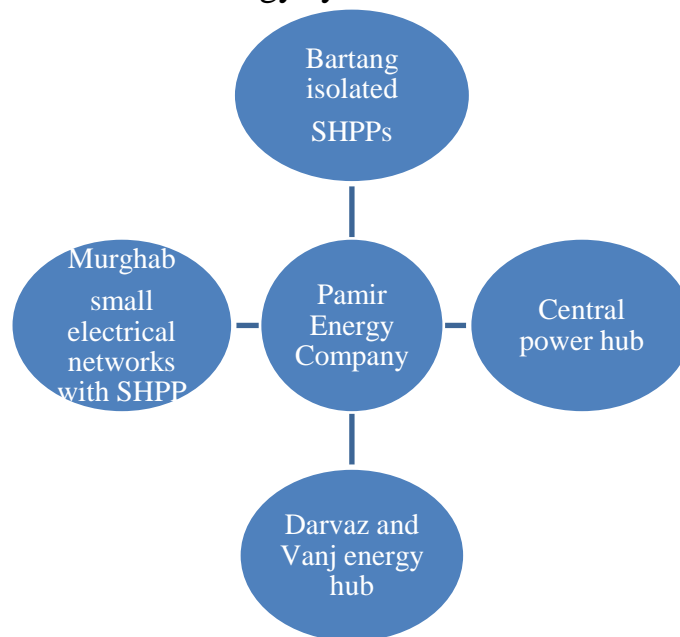 Bartang
isolated
SHPPs
Murghab
small
electrical
networks
with SHPP
Pamir
Energy
Company
Central
power hub
Darvaz and
Vanj energy
hub